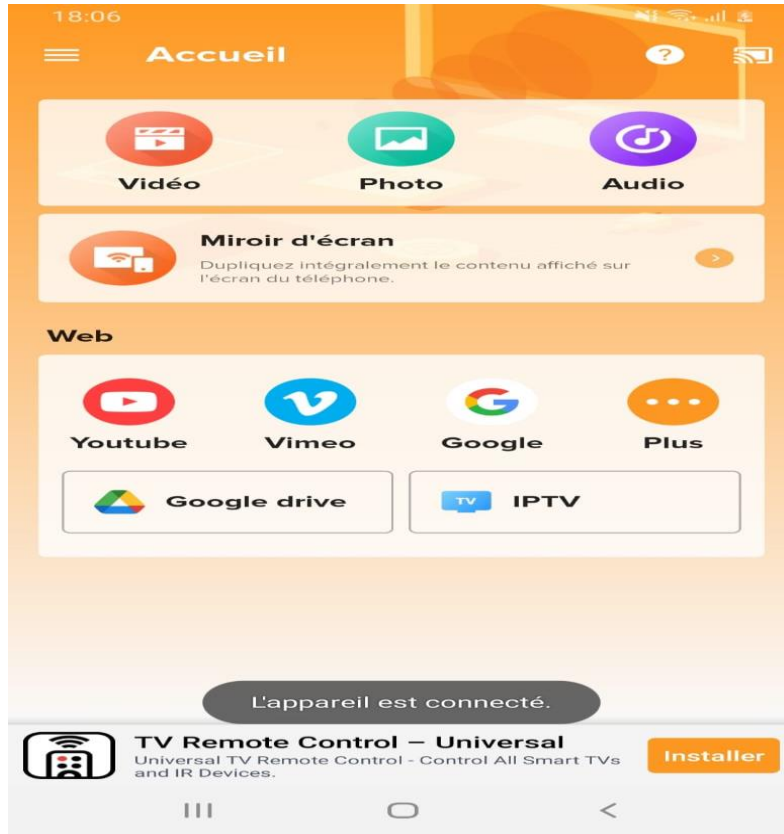 18:06
Accueil
?
Vidéo
Photo
Audio
Miroir d'écran
Dupliquez intégralement le contenu affiché sur
l'écran du téléphone.
Web
Youtube
Vimeo
Google
Plus
Google drive
TV
IPTV
L'appareil est connecté.
TV Remote Control – Universal
Universal TV Remote Control - Control All Smart TVs
and IR Devices.
Installer